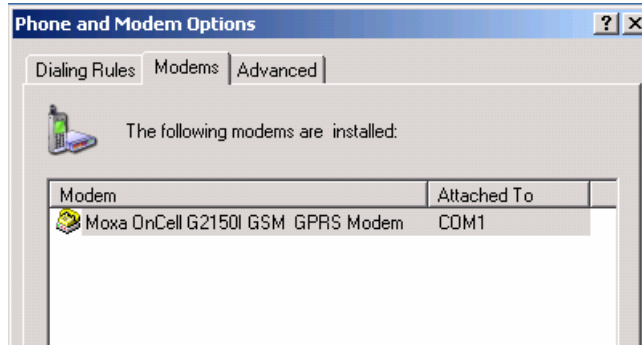 Phone and Modem Options
Dialing Rules Modems Advanced
The following modems are installed:
Modem Attached To
Moxa OnCell G2150I GSM GPRS Modem COM1